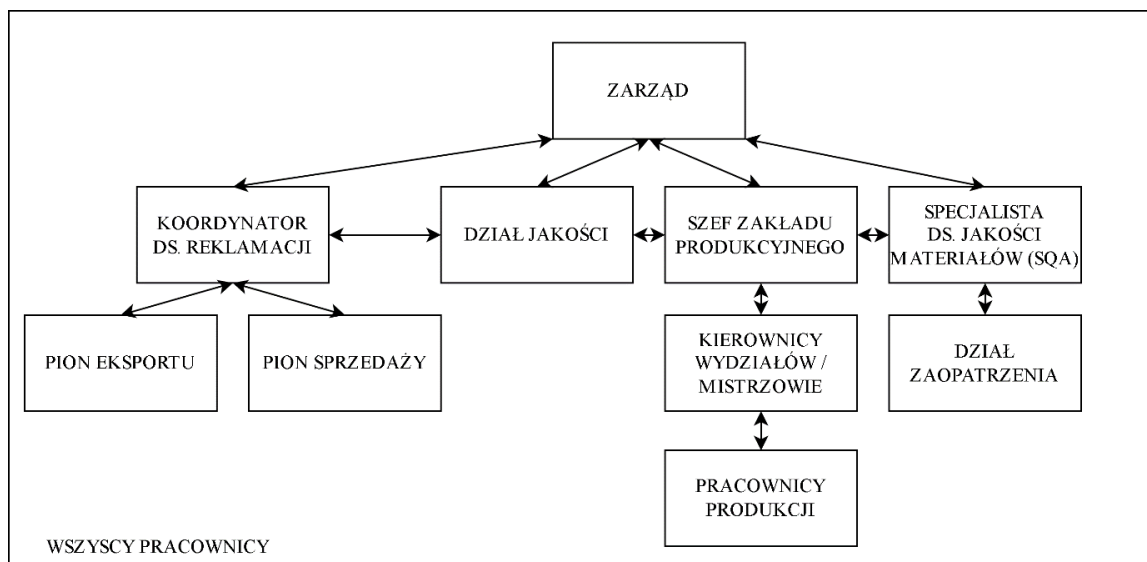 ZARZĄD
KOORDYNATOR
DS. REKLAMACJI
DZIAŁ JAKOŚCI
SZEF ZAKŁADU
PRODUKCYJNEGO
SPECJALISTA
DS. JAKOŚCI
MATERIAŁÓW (SQA)
PION EKSPORTU
PION SPRZEDAŻY
KIEROWNICY
WYDZIAŁÓW /
MISTRZOWIE
DZIAŁ
ZAOPATRZENIA
PRACOWNICY
PRODUKCJI
WSZYSCY PRACOWNICY